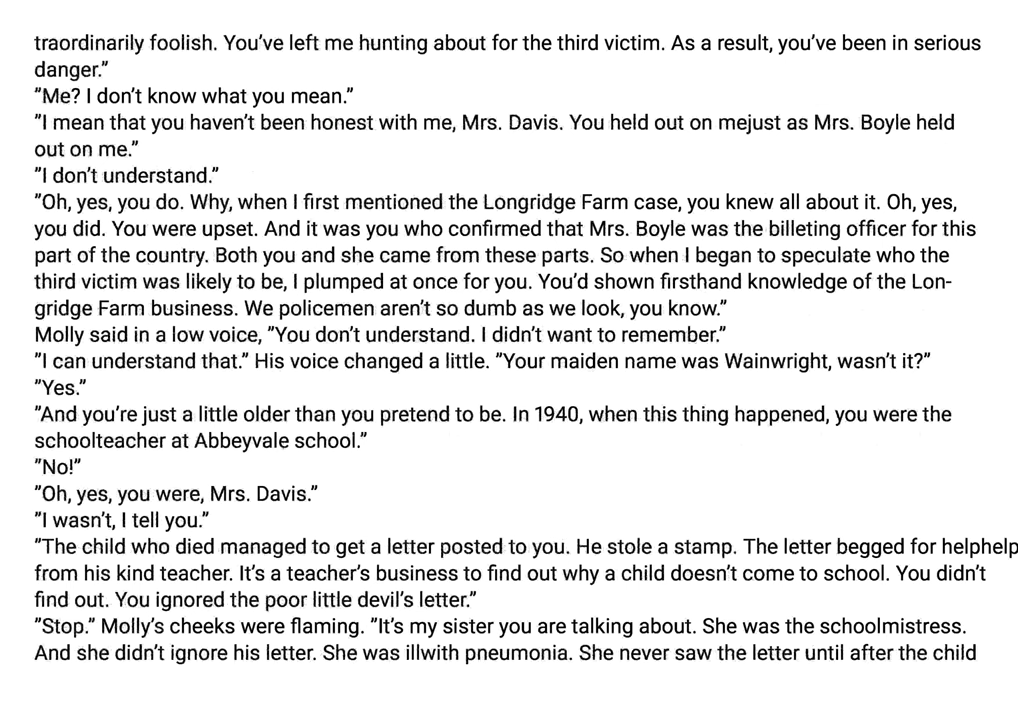 traordinarily foolish. You've left me hunting about for the third victim. As a result, you've been in serious
danger."
"Me? I don't know what you mean."
"I mean that you haven't been honest with me, Mrs. Davis. You held out on mejust as Mrs. Boyle held
out on me."
"I don't understand."
"Oh, yes, you do. Why, when I first mentioned the Longridge Farm case, you knew all about it. Oh, yes,
you did. You were upset. And it was you who confirmed that Mrs. Boyle was the billeting officer for this
part of the country. Both you and she came from these parts. So when I began to speculate who the
third victim was likely to be, I plumped at once for you. You'd shown firsthand knowledge of the Lon-
gridge Farm business. We policemen aren't so dumb as we look, you know."
Molly said in a low voice, "You don't understand. I didn't want to remember."
"I can understand that." His voice changed a little. "Your maiden name was Wainwright, wasn't it?"
"Yes."
"And you're just a little older than you pretend to be. In 1940, when this thing happened, you were the
schoolteacher at Abbeyvale school."
"No!"
"Oh, yes, you were, Mrs. Davis."
"I wasn't, I tell you."
"The child who died managed to get a letter posted to you. He stole a stamp. The letter begged for helphelp
from his kind teacher. It's a teacher's business to find out why a child doesn't come to school. You didn't
find out. You ignored the poor little devil's letter."
"Stop." Molly's cheeks were flaming. "It's my sister you are talking about. She was the schoolmistress.
And she didn't ignore his letter. She was illwith pneumonia. She never saw the letter until after the child